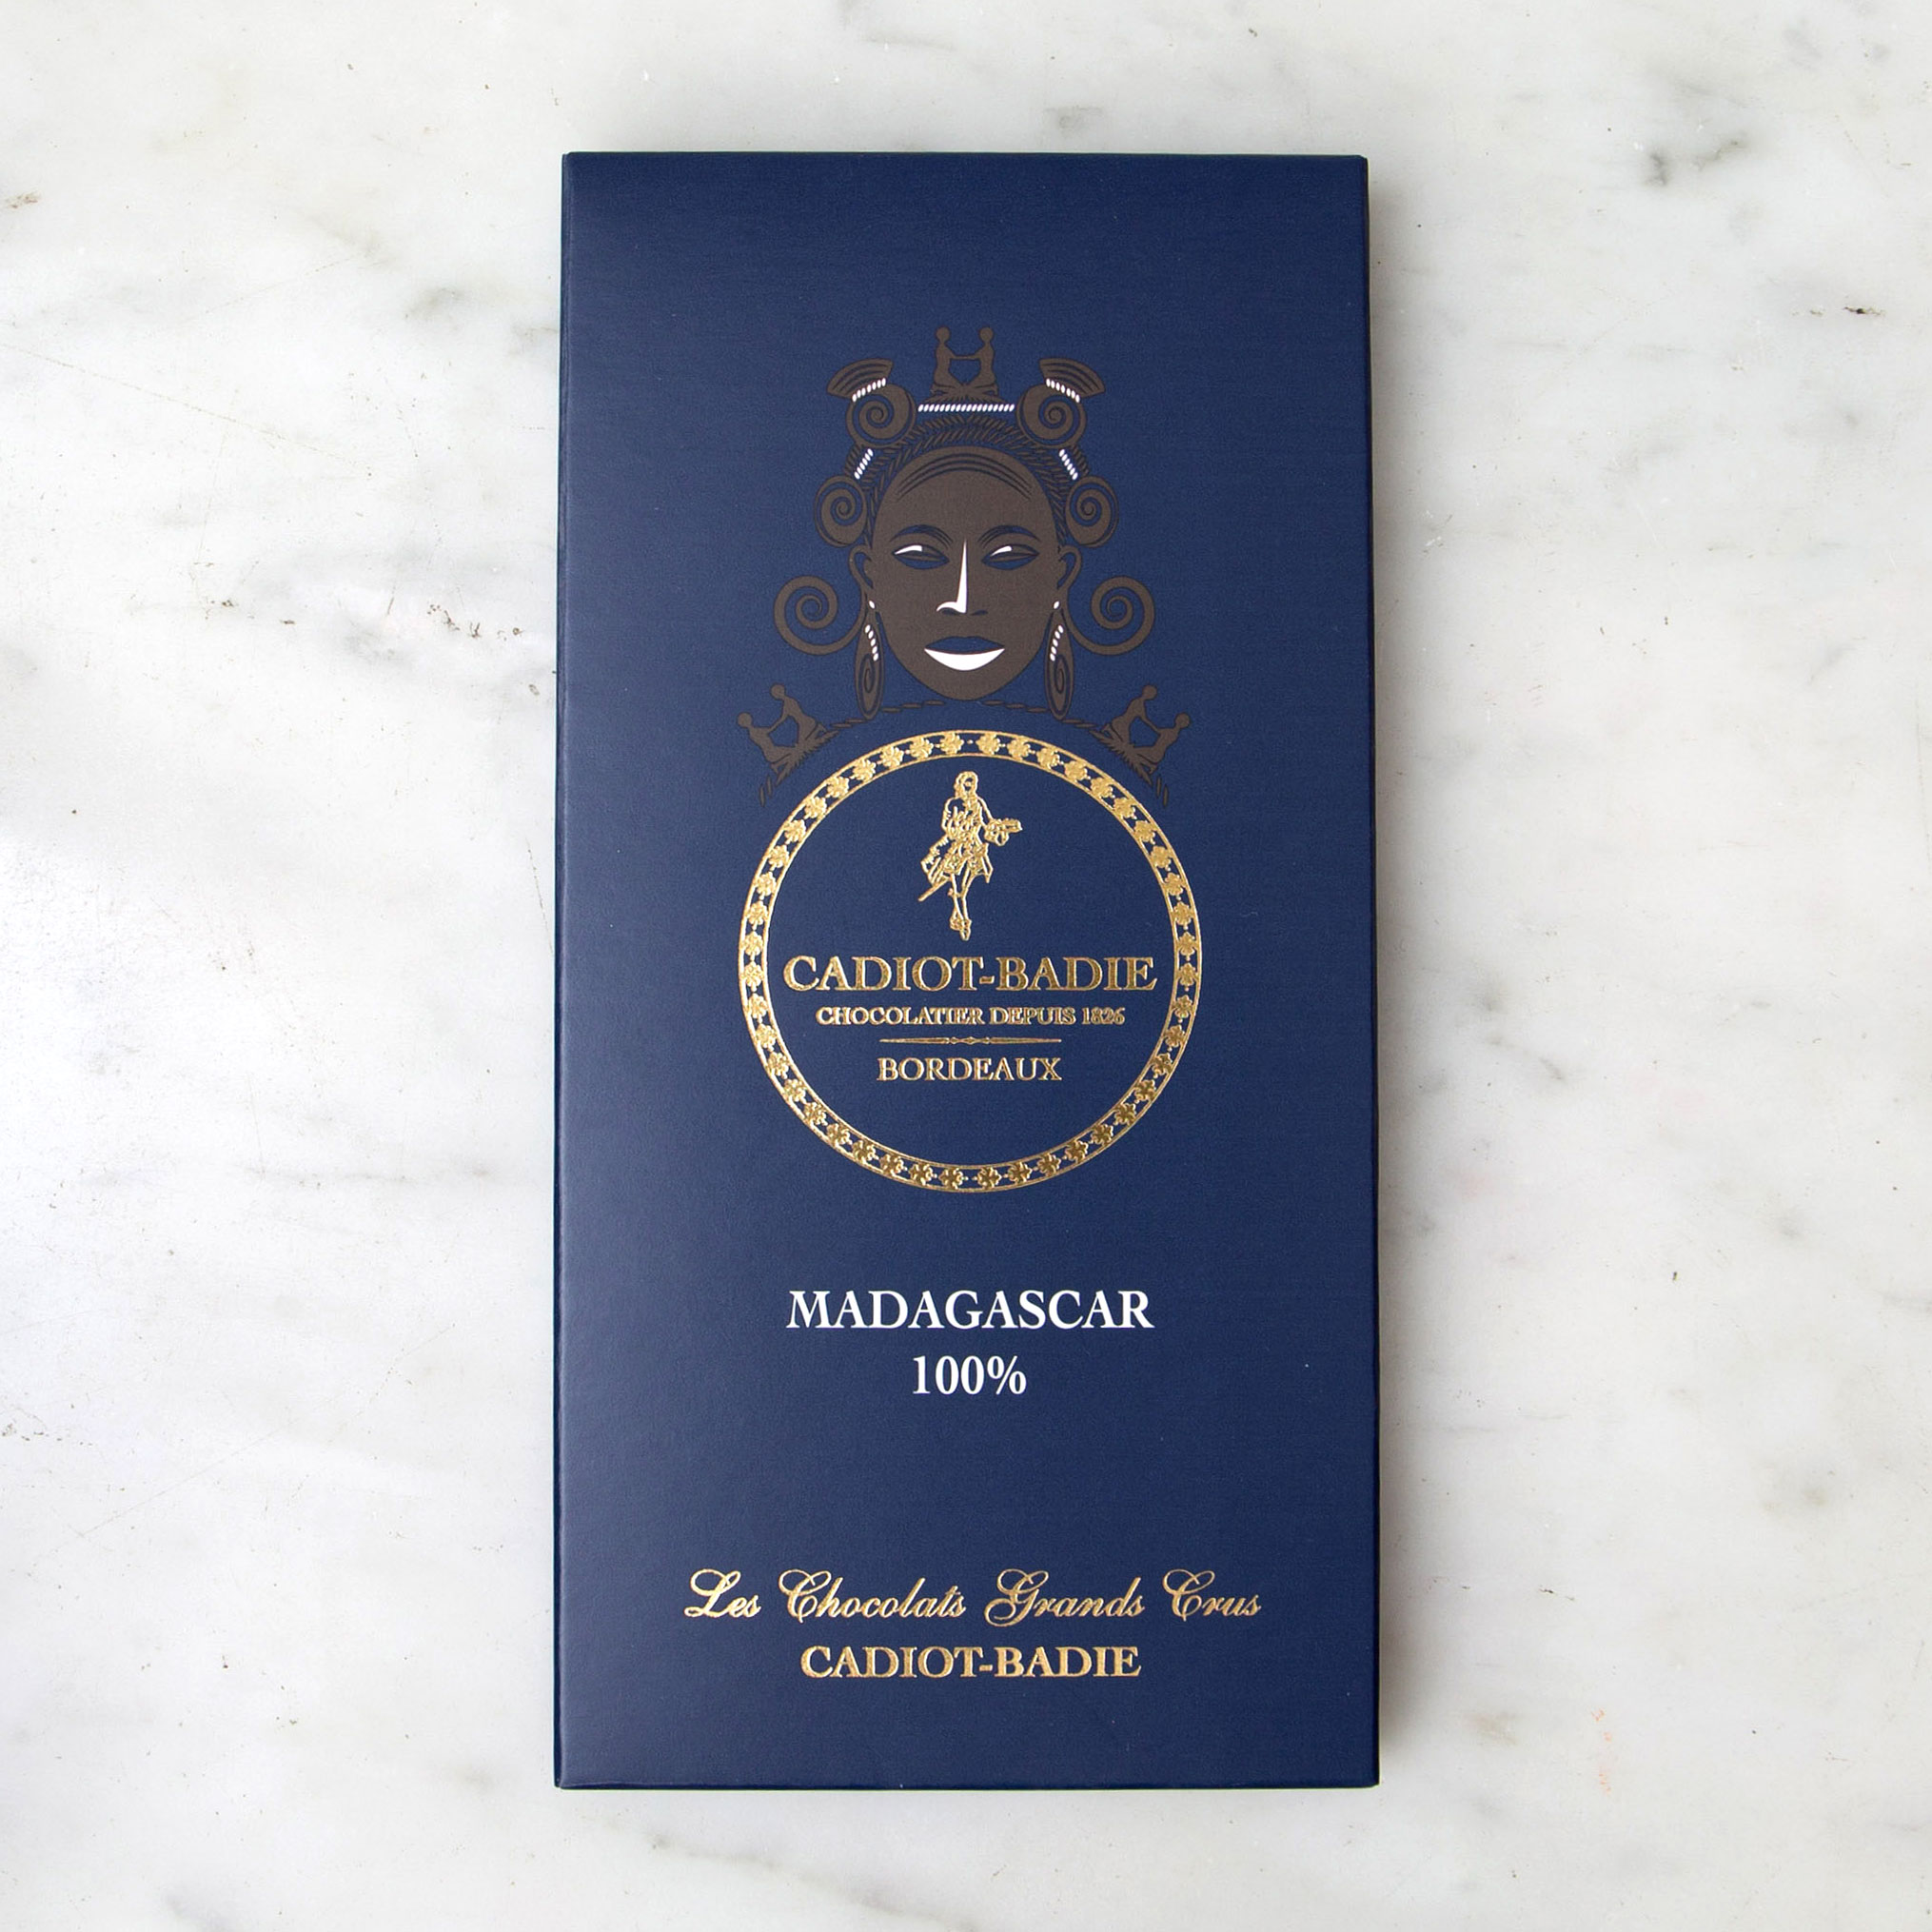 CADIOT-BADIE
CHOCOLATIER DEPUIS 1826
BORDEAUX
MADAGASCAR
100%
Les Chocolats Grands Crus
CADIOT-BADIE